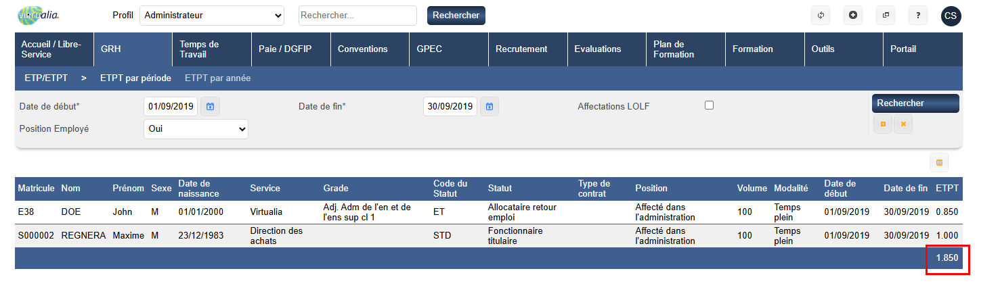 VIRTUalia.
Profil Administrateur Rechercher... Rechercher ? CS
Accueil / Libre-Service GRH Temps de Travail Paie / DGFIP Conventions GPEC Recrutement Evaluations Plan de Formation Formation Outils Portail
ETP/ETPT > ETPT par période ETPT par année
Date de début* 01/09/2019 Date de fin* 30/09/2019 Affectations LOLF Rechercher
Position Employé Oui
Matricule Nom Prénom Sexe Date de naissance Service Grade Code du Statut Statut Type de contrat Position Volume Modalité Date de début Date de fin ETPT
E38 DOE John M 01/01/2000 Virtualia Adj. Adm de l'en et de l'ens sup cl 1 ET Allocataire retour emploi Affecté dans l'administration 100 Temps plein 01/09/2019 30/09/2019 0.850
S000002 REGNERA Maxime M 23/12/1983 Direction des achats STD Fonctionnaire titulaire Affecté dans l'administration 100 Temps plein 01/09/2019 30/09/2019 1.000
1.850